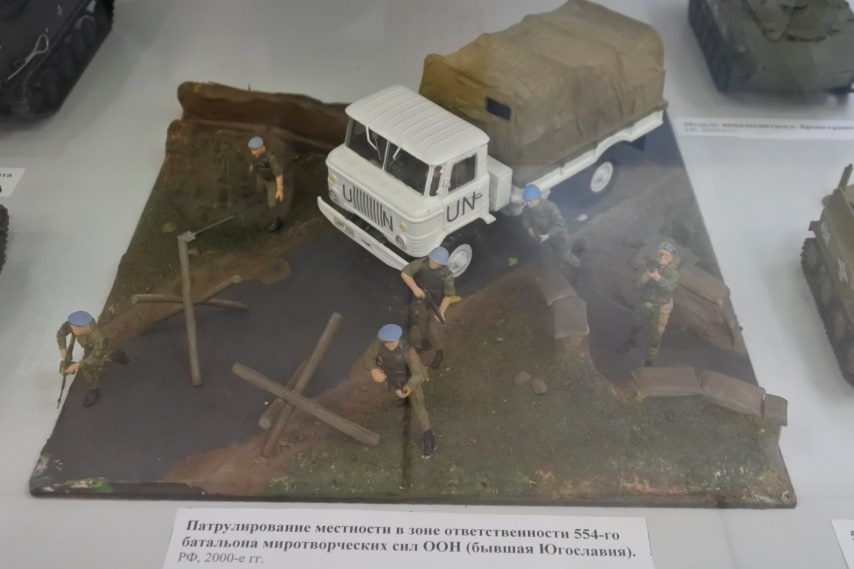 UN
UN
Патрулирование местности в зоне ответственности 554-го
батальона миротворческих сил ООН (бывшая Югославия).
РФ, 2000-е гг.